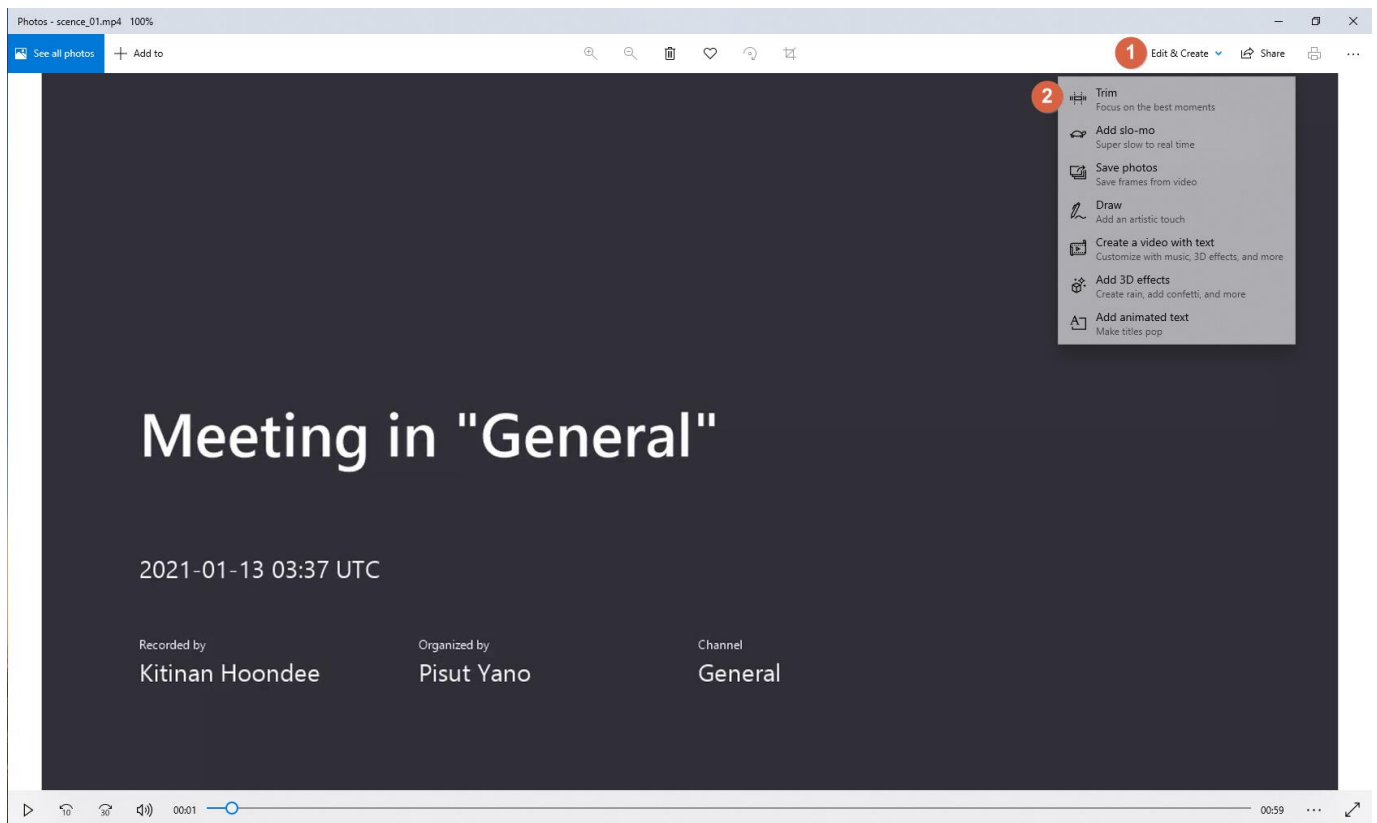 Photos - scence_01.mp4 100%
See all photos
Add to
1
Edit & Create
Share
2
Trim
Focus on the best moments
Add slo-mo
Super slow to real time
Save photos
Save frames from video
Draw
Add an artistic touch
Create a video with text
Customize with music, 3D effects, and more
Add 3D effects
Create rain, add confetti, and more
Add animated text
Make titles pop
Meeting in "General"
2021-01-13 03:37 UTC
Recorded by
Kitinan Hoondee
Organized by
Pisut Yano
Channel
General
10
30
00:01
00:59